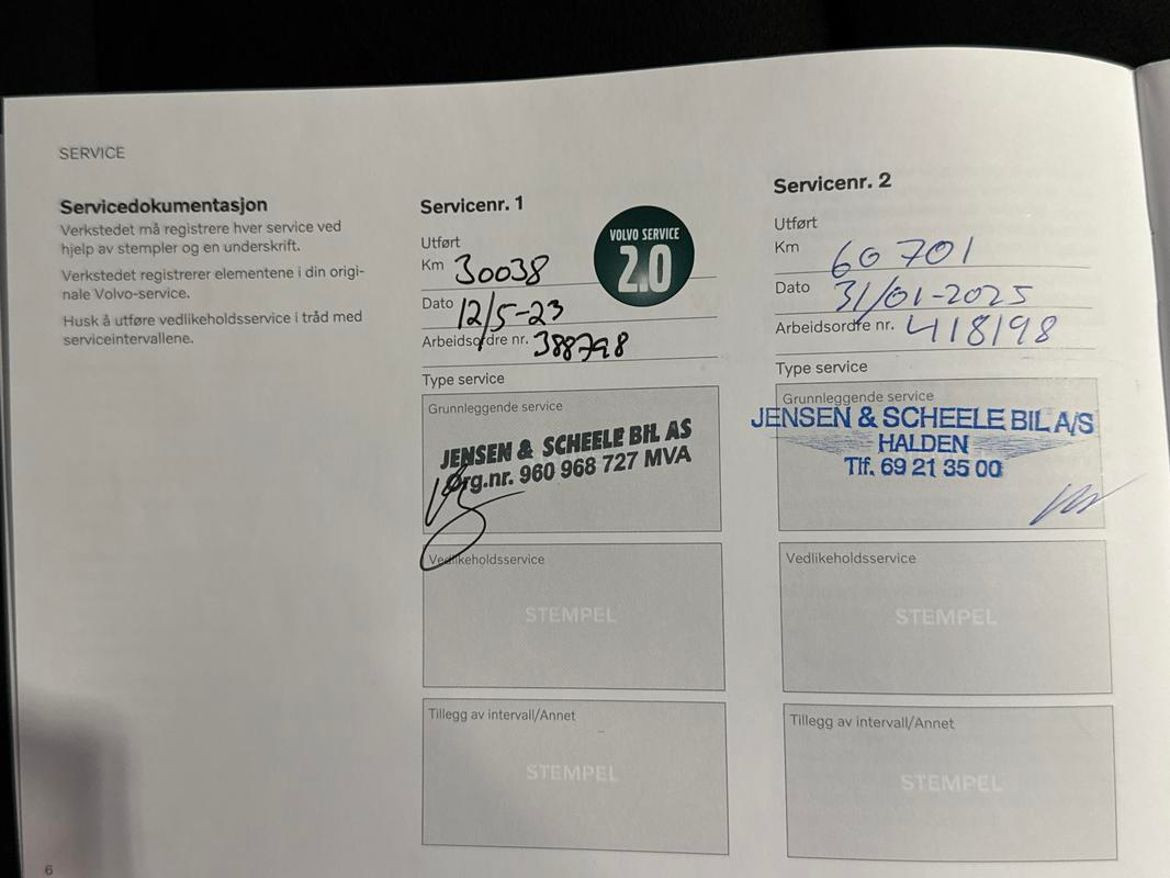 SERVICE
Servicedokumentasjon
Verkstedet må registrere hver service ved
hjelp av stempler og en underskrift.
Verkstedet registrerer elementene i din origi-
nale Volvo-service.
Husk å utføre vedlikeholdsservice i tråd med
serviceintervallene.
Servicenr. 1
VOLVO SERVICE
2.0
Utført
Km 30038
Dato 12/5-23
Arbeidsordre nr. 388798
Type service
Grunnleggende service
JENSEN & SCHEELE BIL AS
Org.nr. 960 968 727 MVA
Vedlikeholdsservice
STEMPEL
Tillegg av intervall/Annet
STEMPEL
Servicenr. 2
Utført
Km 60 701
Dato 31/01-2025
Arbeidsordre nr. 418198
Type service
Grunnleggende service
JENSEN & SCHEELE BIL A/S
HALDEN
Tlf. 69 21 35 00
Vedlikeholdsservice
STEMPEL
Tillegg av intervall/Annet
STEMPEL
6